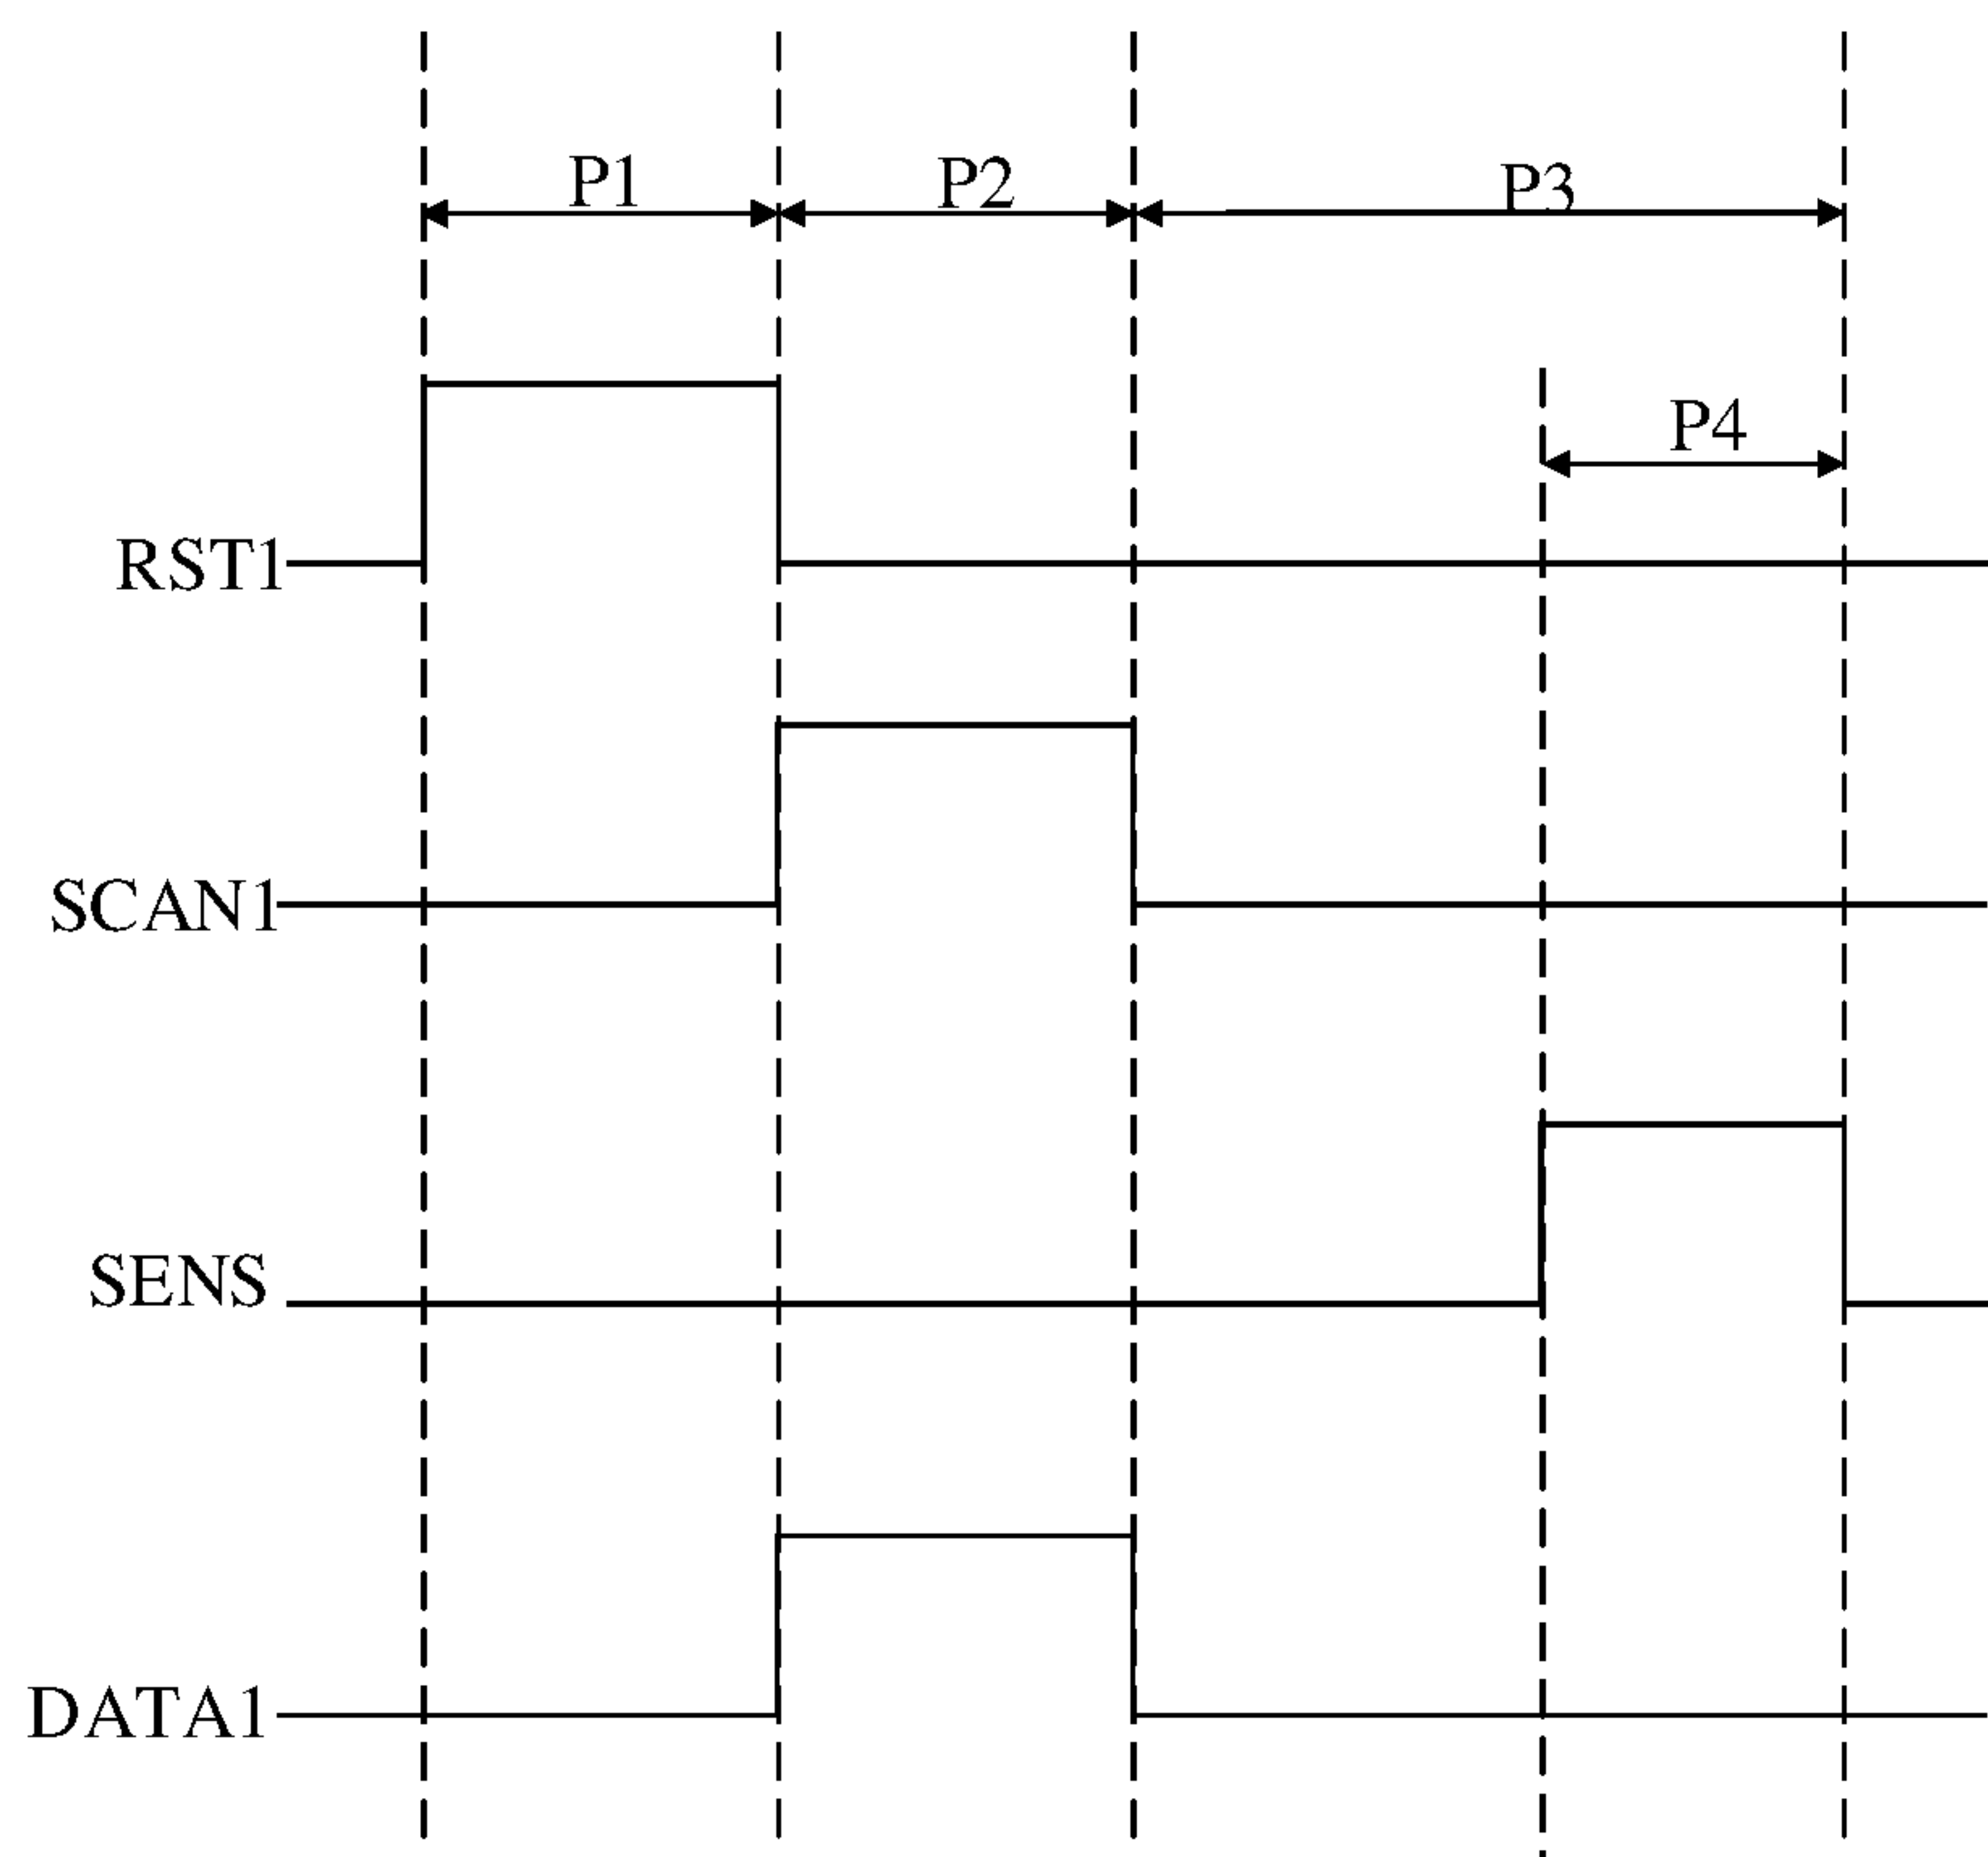 P1 P2 P3
P4
RST1
SCAN1
SENS
DATA1